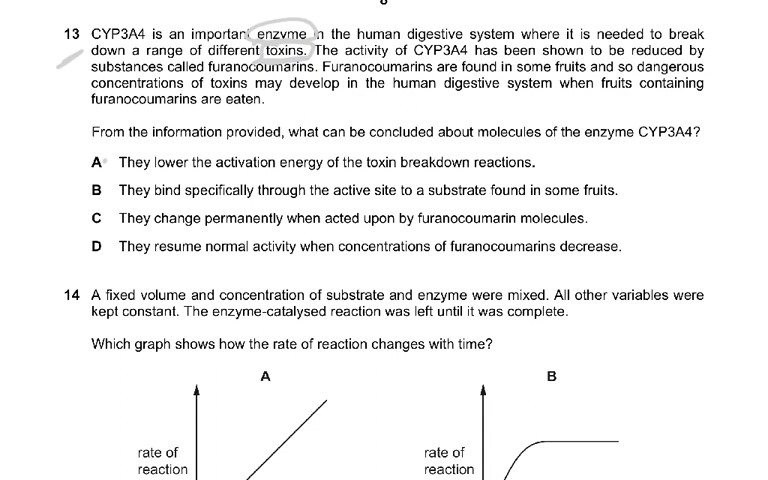 13 CYP3A4 is an important enzyme in the human digestive system where it is needed to break
down a range of different toxins. The activity of CYP3A4 has been shown to be reduced by
substances called furanocoumarins. Furanocoumarins are found in some fruits and so dangerous
concentrations of toxins may develop in the human digestive system when fruits containing
furanocoumarins are eaten.
From the information provided, what can be concluded about molecules of the enzyme CYP3A4?
A They lower the activation energy of the toxin breakdown reactions.
B They bind specifically through the active site to a substrate found in some fruits.
C They change permanently when acted upon by furanocoumarin molecules.
D They resume normal activity when concentrations of furanocoumarins decrease.
14 A fixed volume and concentration of substrate and enzyme were mixed. All other variables were
kept constant. The enzyme-catalysed reaction was left until it was complete.
Which graph shows how the rate of reaction changes with time?
A B
rate of rate of
reaction reaction